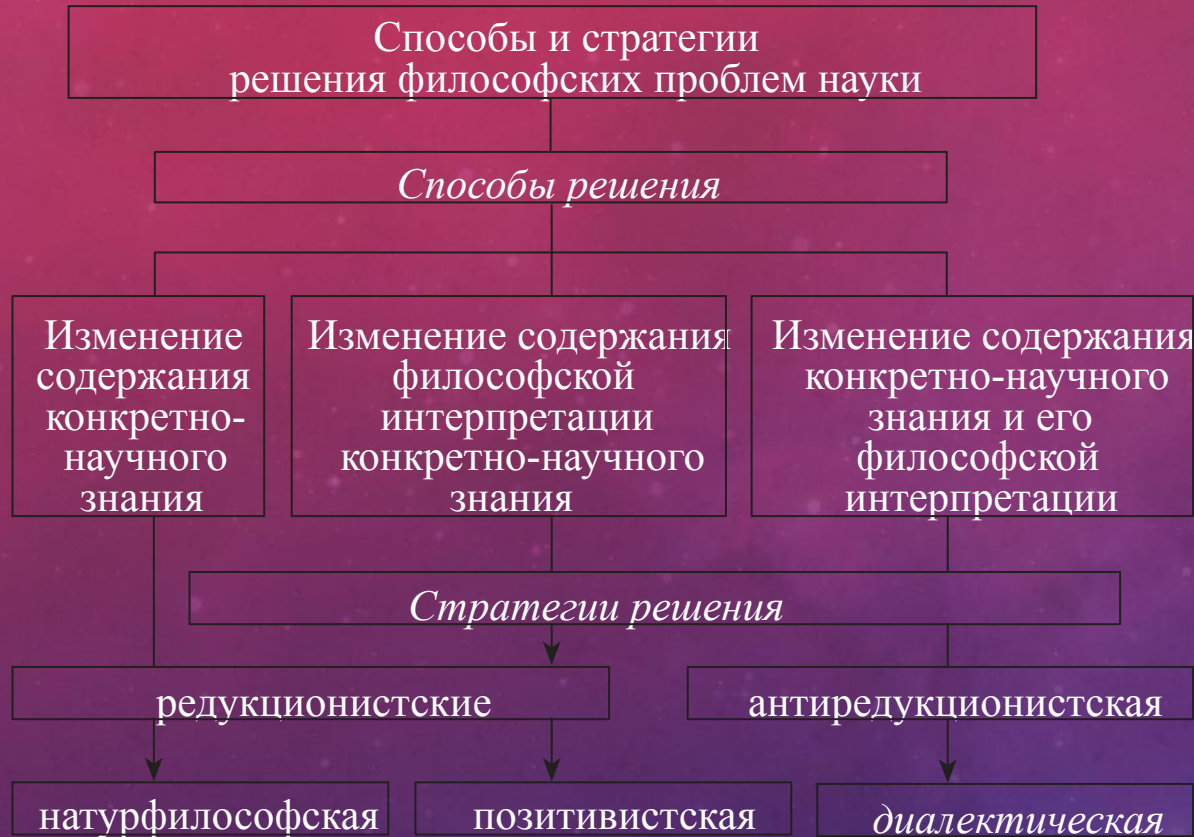 Способы и стратегии
решения философских проблем науки
Способы решения
Изменение
содержания
конкретно-
научного
знания
Изменение содержания
философской
интерпретации
конкретно-научного
знания
Изменение содержания
конкретно-научного
знания и его
философской
интерпретации
Стратегии решения
редукционистские
антиредукционистская
натурфилософская
позитивистская
диалектическая